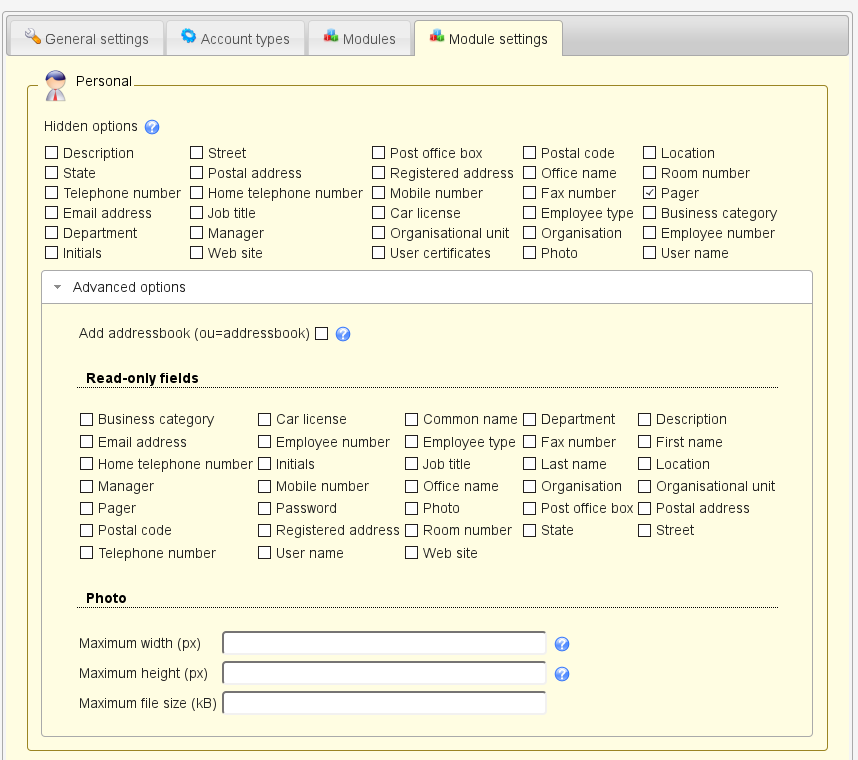 General settings Account types Modules Module settings
Personal
Hidden options
Description Street Post office box Postal code Location
State Postal address Registered address Office name Room number
Telephone number Home telephone number Mobile number Fax number Pager
Email address Job title Car license Employee type Business category
Department Manager Organisational unit Organisation Employee number
Initials Web site User certificates Photo User name
Advanced options
Add addressbook (ou=addressbook)
Read-only fields
Business category Car license Common name Department Description
Email address Employee number Employee type Fax number First name
Home telephone number Initials Job title Last name Location
Manager Mobile number Office name Organisation Organisational unit
Pager Password Photo Post office box Postal address
Postal code Registered address Room number State Street
Telephone number User name Web site
Photo
Maximum width (px)
Maximum height (px)
Maximum file size (kB)